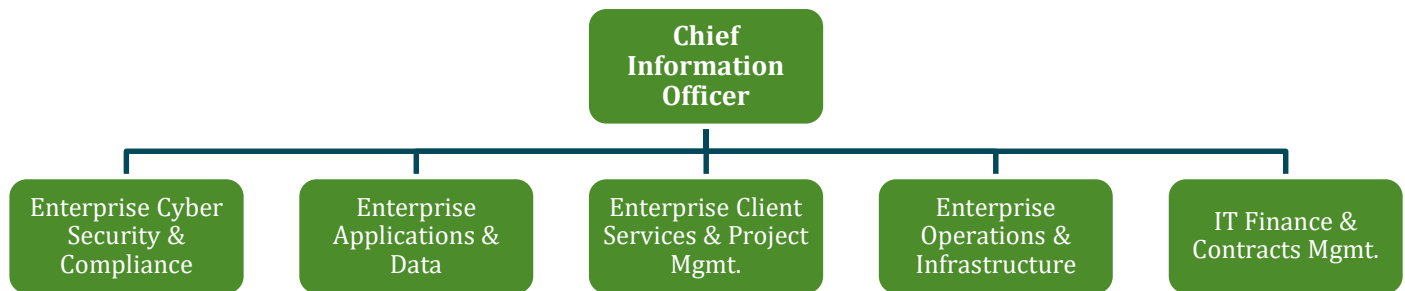 Chief
Information
Officer
Enterprise Cyber
Security &
Compliance
Enterprise
Applications &
Data
Enterprise Client
Services & Project
Mgmt.
Enterprise
Operations &
Infrastructure
IT Finance &
Contracts Mgmt.